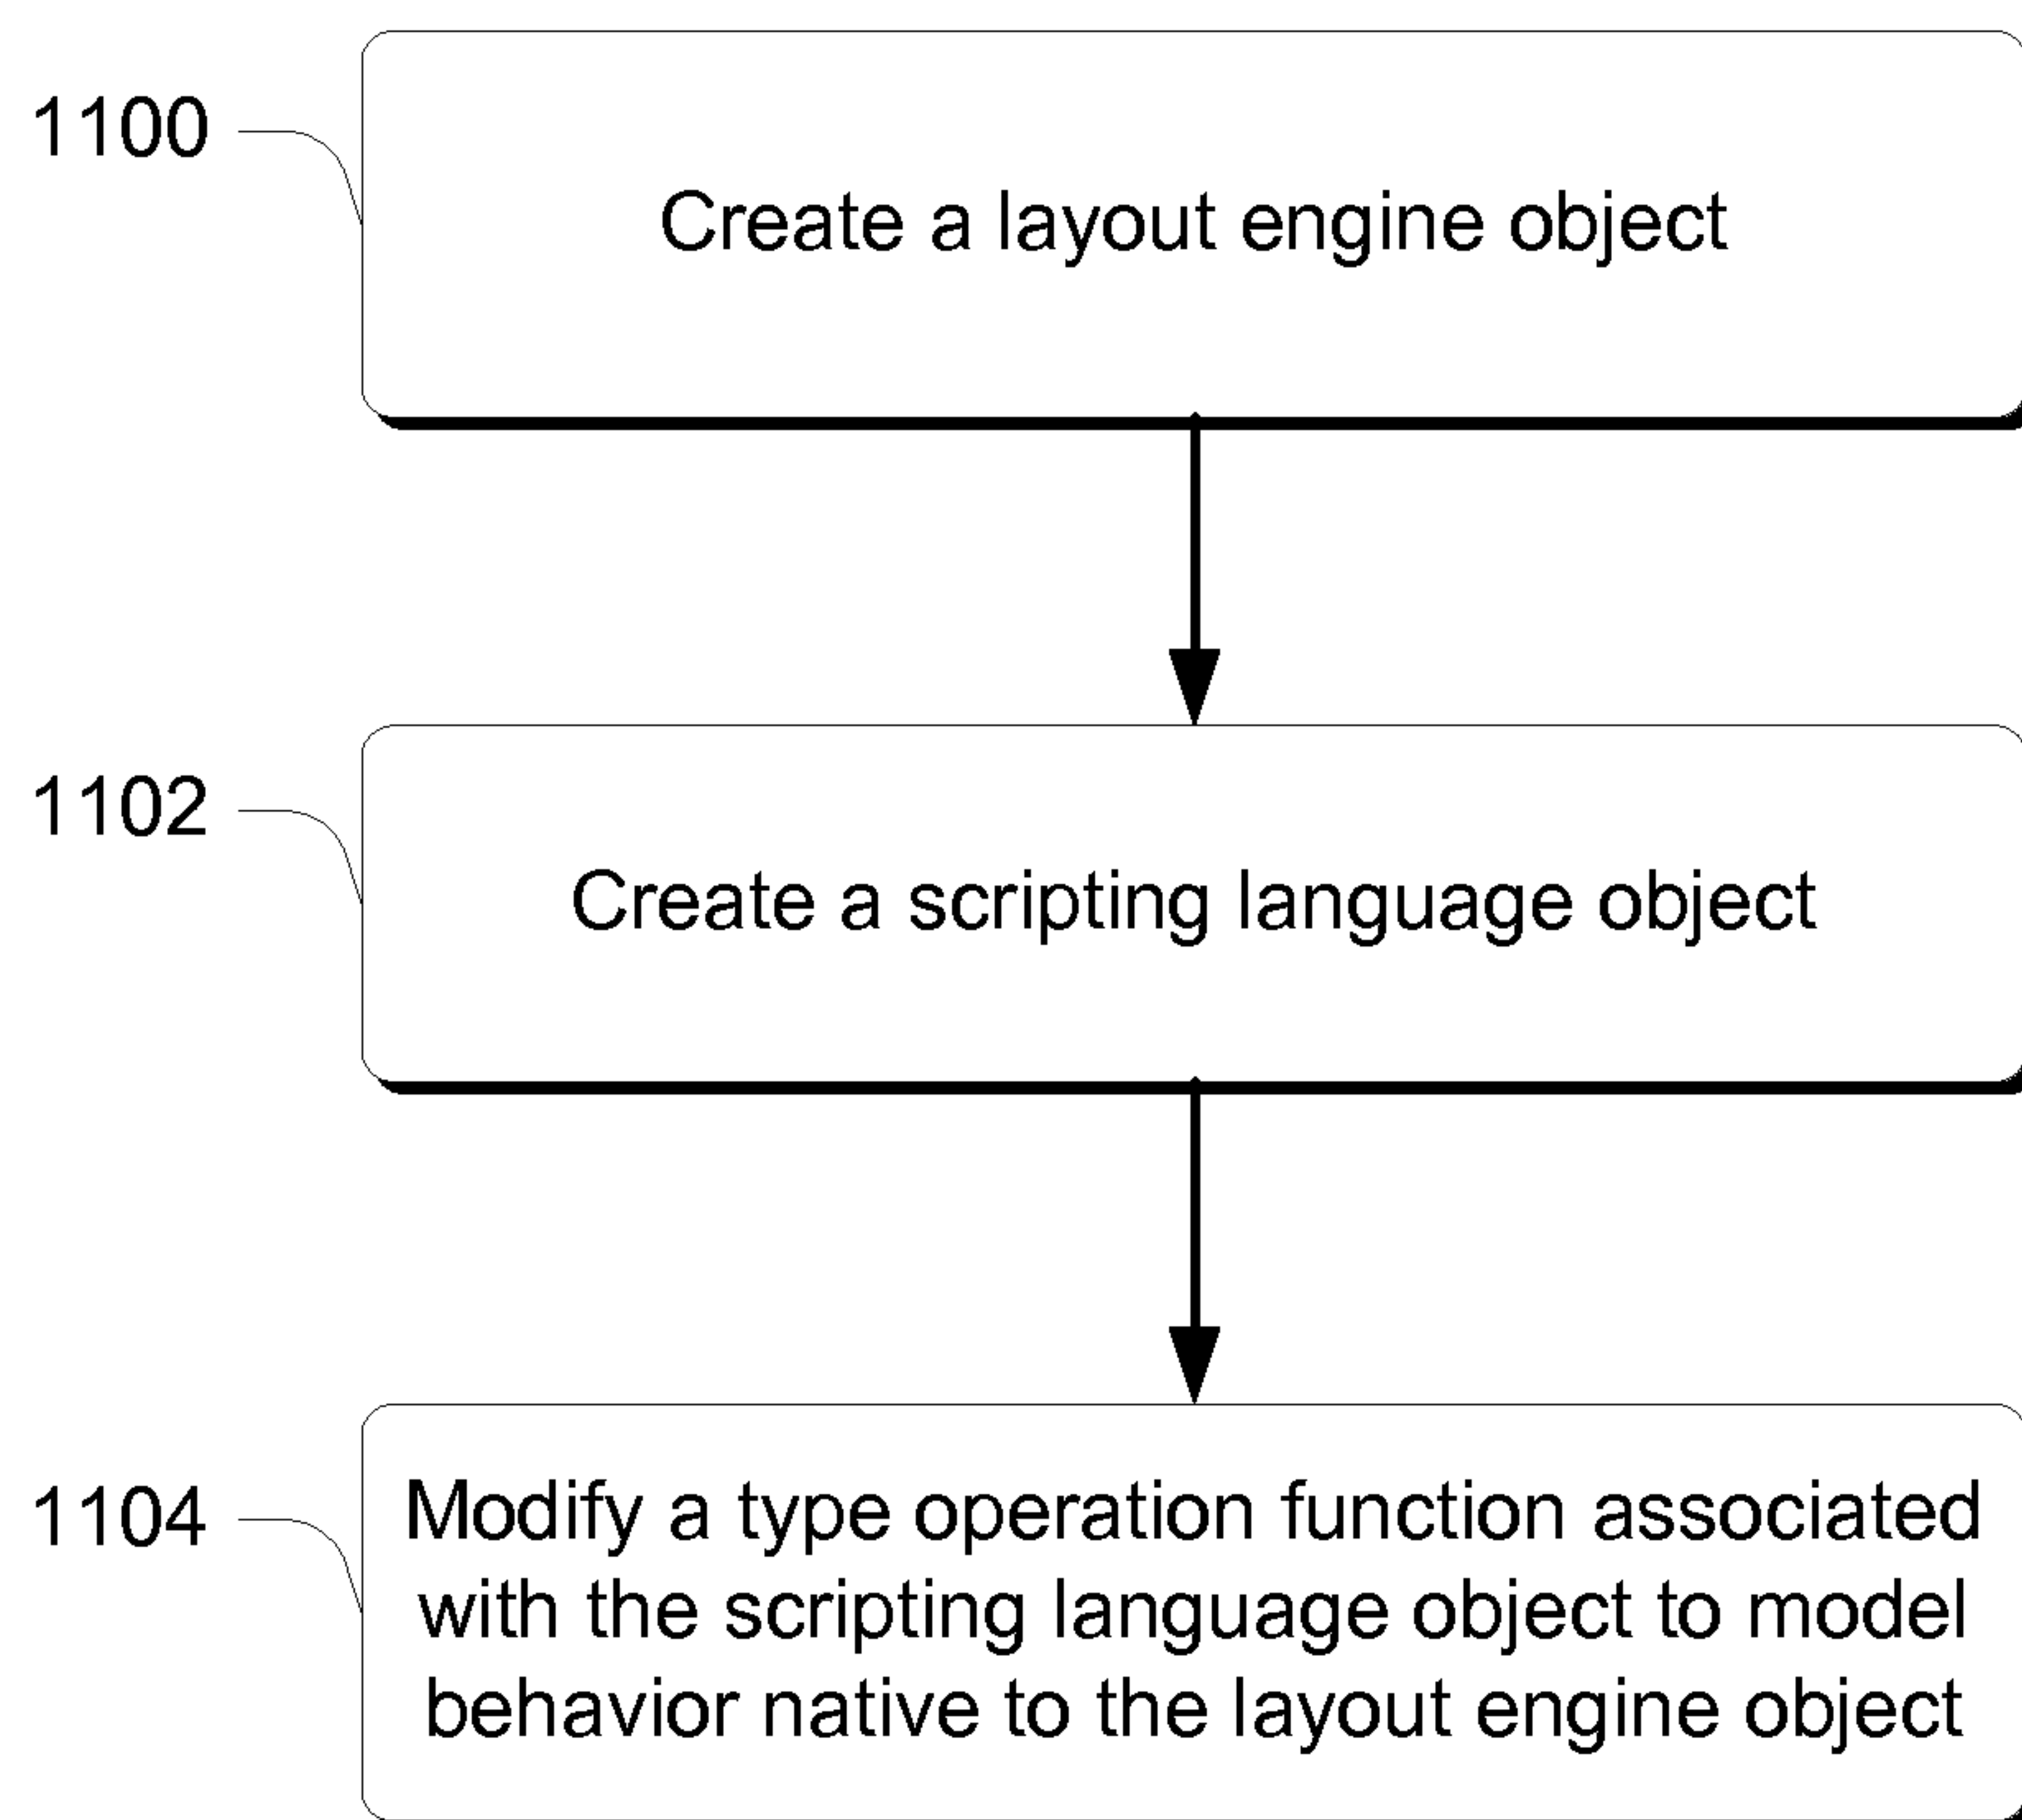 1100
Create a layout engine object
1102
Create a scripting language object
1104
Modify a type operation function associated
with the scripting language object to model
behavior native to the layout engine object